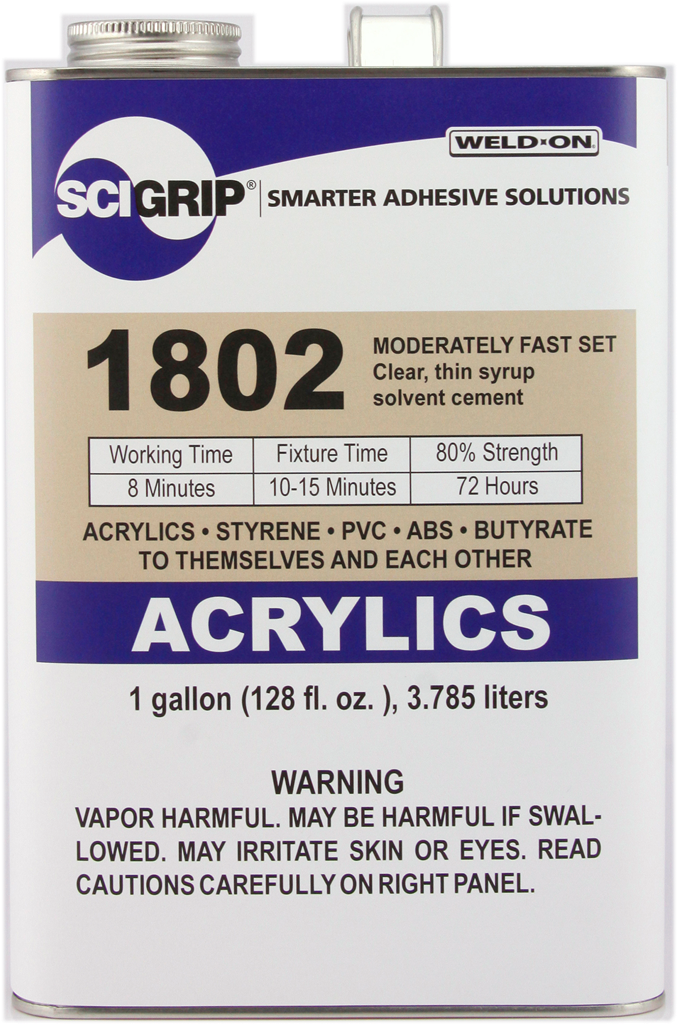 WELD-ON
SCIGRIP® | SMARTER ADHESIVE SOLUTIONS
1802
MODERATELY FAST SET
Clear, thin syrup
solvent cement
Working Time Fixture Time 80% Strength
8 Minutes 10-15 Minutes 72 Hours
ACRYLICS • STYRENE • PVC • ABS • BUTYRATE
TO THEMSELVES AND EACH OTHER
ACRYLICS
1 gallon (128 fl. oz. ), 3.785 liters
WARNING
VAPOR HARMFUL. MAY BE HARMFUL IF SWAL-
LOWED. MAY IRRITATE SKIN OR EYES. READ
CAUTIONS CAREFULLY ON RIGHT PANEL.